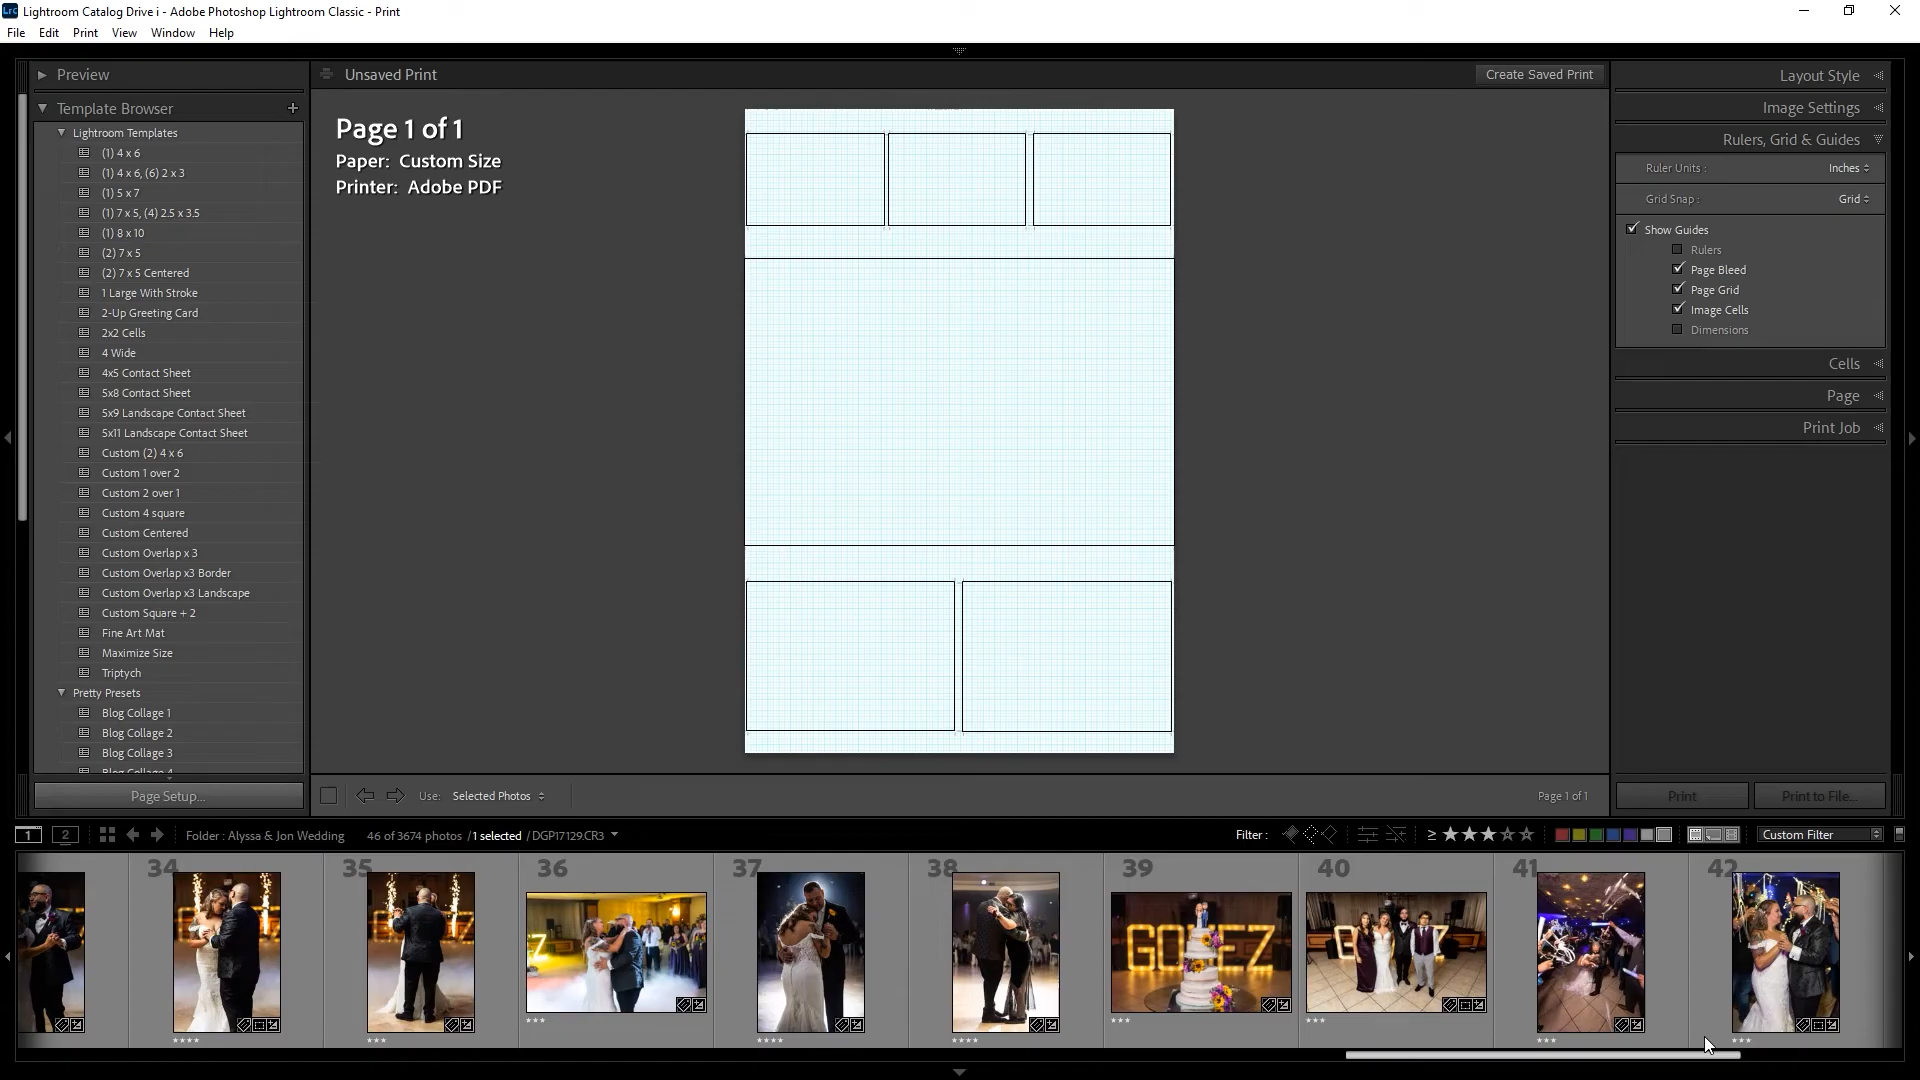 Lrc Lightroom Catalog Drive i - Adobe Photoshop Lightroom Classic - Print
File Edit Print View Window Help
Preview
Unsaved Print
Create Saved Print
Layout Style
Template Browser
Image Settings
Lightroom Templates
(1) 4 x 6
(1) 4 x 6, (6) 2 x 3
(1) 5 x 7
(1) 7 x 5, (4) 2.5 x 3.5
(1) 8 x 10
(2) 7 x 5
(2) 7 x 5 Centered
1 Large With Stroke
2-Up Greeting Card
2x2 Cells
4 Wide
4x5 Contact Sheet
5x8 Contact Sheet
5x9 Landscape Contact Sheet
5x11 Landscape Contact Sheet
Custom (2) 4 x 6
Custom 1 over 2
Custom 2 over 1
Custom 4 square
Custom Centered
Custom Overlap x 3
Custom Overlap x3 Border
Custom Overlap x3 Landscape
Custom Square + 2
Fine Art Mat
Maximize Size
Triptych
Pretty Presets
Blog Collage 1
Blog Collage 2
Blog Collage 3
Blog Collage 4
Page Setup...
Page 1 of 1
Paper: Custom Size
Printer: Adobe PDF
Rulers, Grid & Guides
Ruler Units : Inches
Grid Snap : Grid
Show Guides
Rulers
Page Bleed
Page Grid
Image Cells
Dimensions
Cells
Page
Print Job
Print Print to File...
Use: Selected Photos
Page 1 of 1
1 2 Folder : Alyssa & Jon Wedding 46 of 3674 photos / 1 selected / DGP17129.CR3
Filter : ≥ Custom Filter
34 35 36 37 38 39 40 41 42
GOMEZ